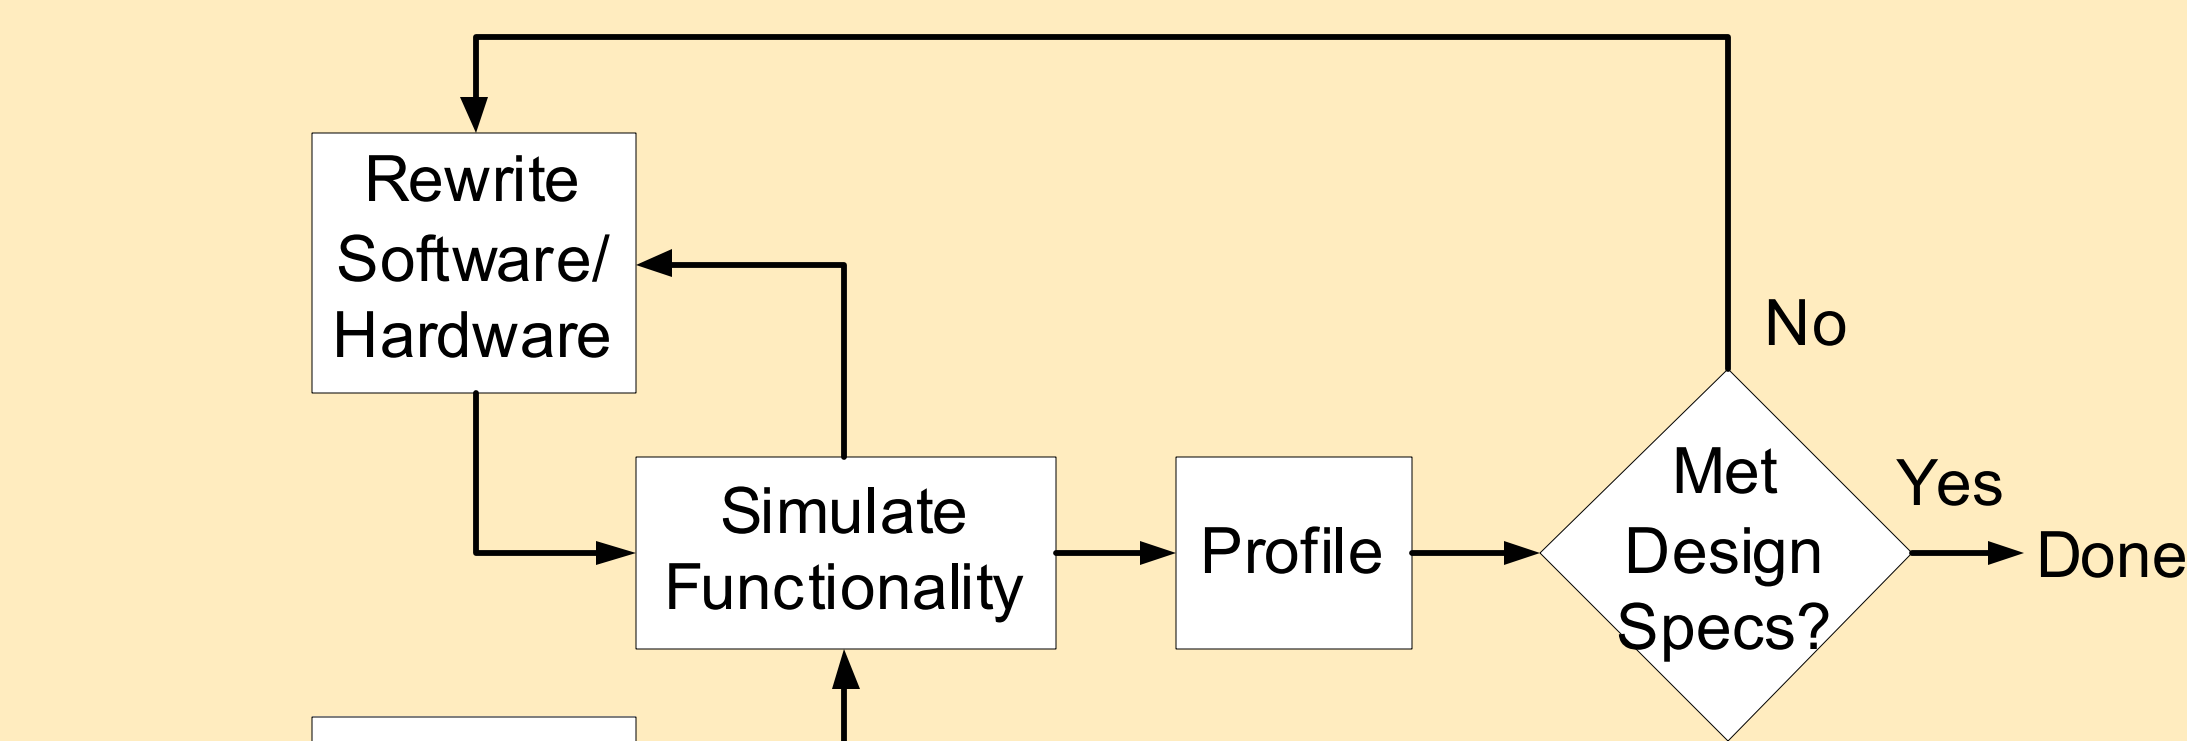 Rewrite
Software/
Hardware
Simulate
Functionality
Profile
No
Met
Design
Specs?
Yes
Done